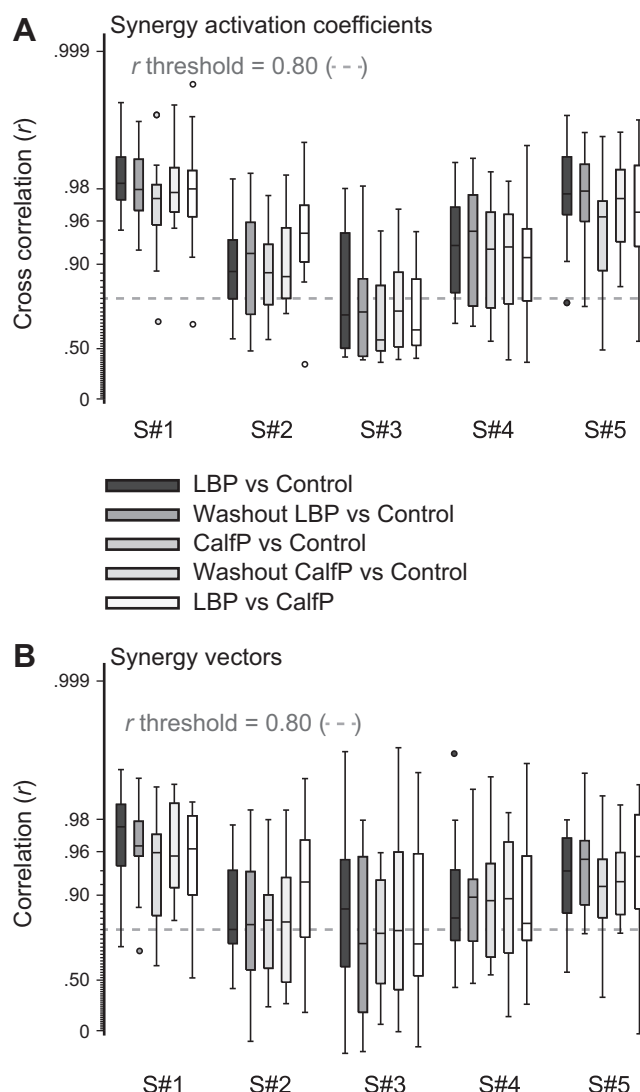 A
Synergy activation coefficients
.999
r threshold = 0.80 (- - -)
Cross correlation (r)
.98
.96
.90
.50
0
S#1 S#2 S#3 S#4 S#5
LBP vs Control
Washout LBP vs Control
CalfP vs Control
Washout CalfP vs Control
LBP vs CalfP
B
Synergy vectors
.999
r threshold = 0.80 (- - -)
Correlation (r)
.98
.96
.90
.50
0
S#1 S#2 S#3 S#4 S#5